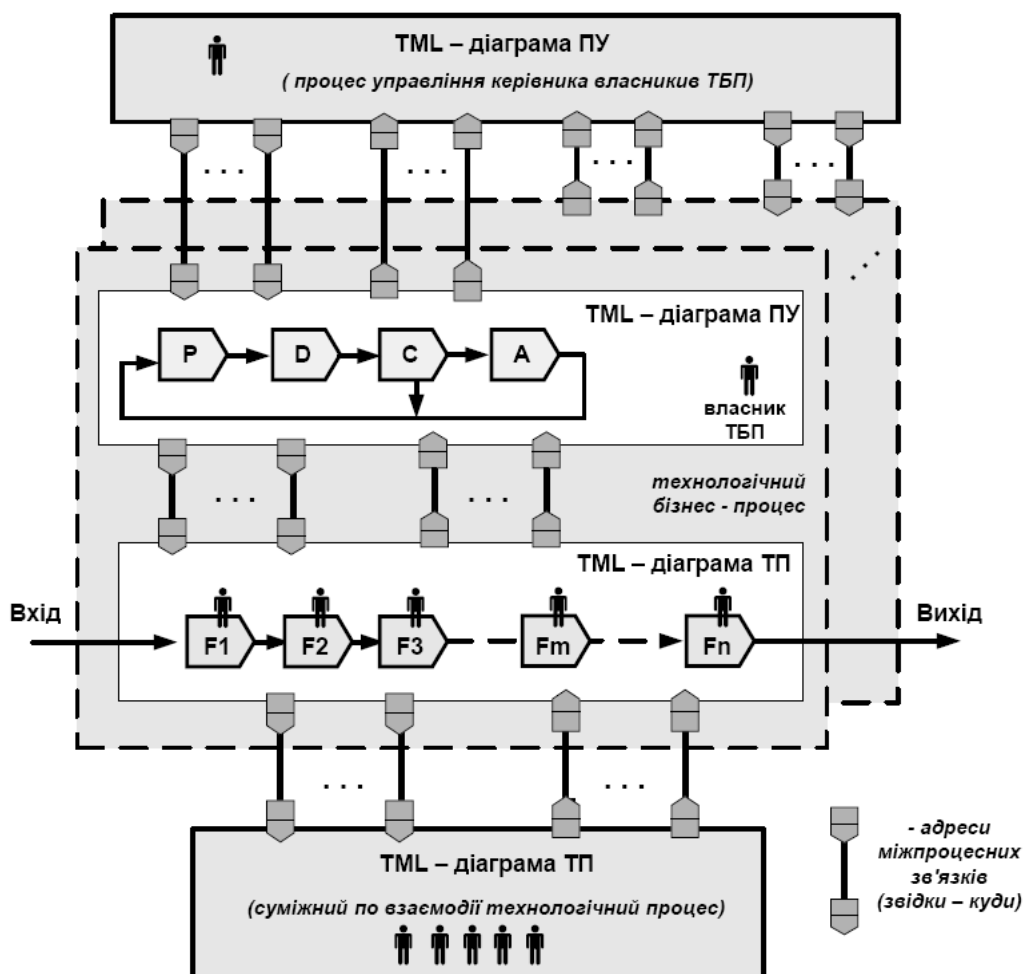 TML – діаграма ПУ
( процес управління керівника власникив ТБП)
. . .
. . .
. . .
. . .
. . .
TML – діаграма ПУ
P
D
C
A
власник
ТБП
. . .
. . .
технологічний
бізнес - процес
TML – діаграма ТП
Вхід
F1
F2
F3
Fm
Fn
Вихід
. . .
. . .
TML – діаграма ТП
(суміжний по взаємодії технологічний процес)
- адреси
міжпроцесних
зв'язків
(звідки – куди)